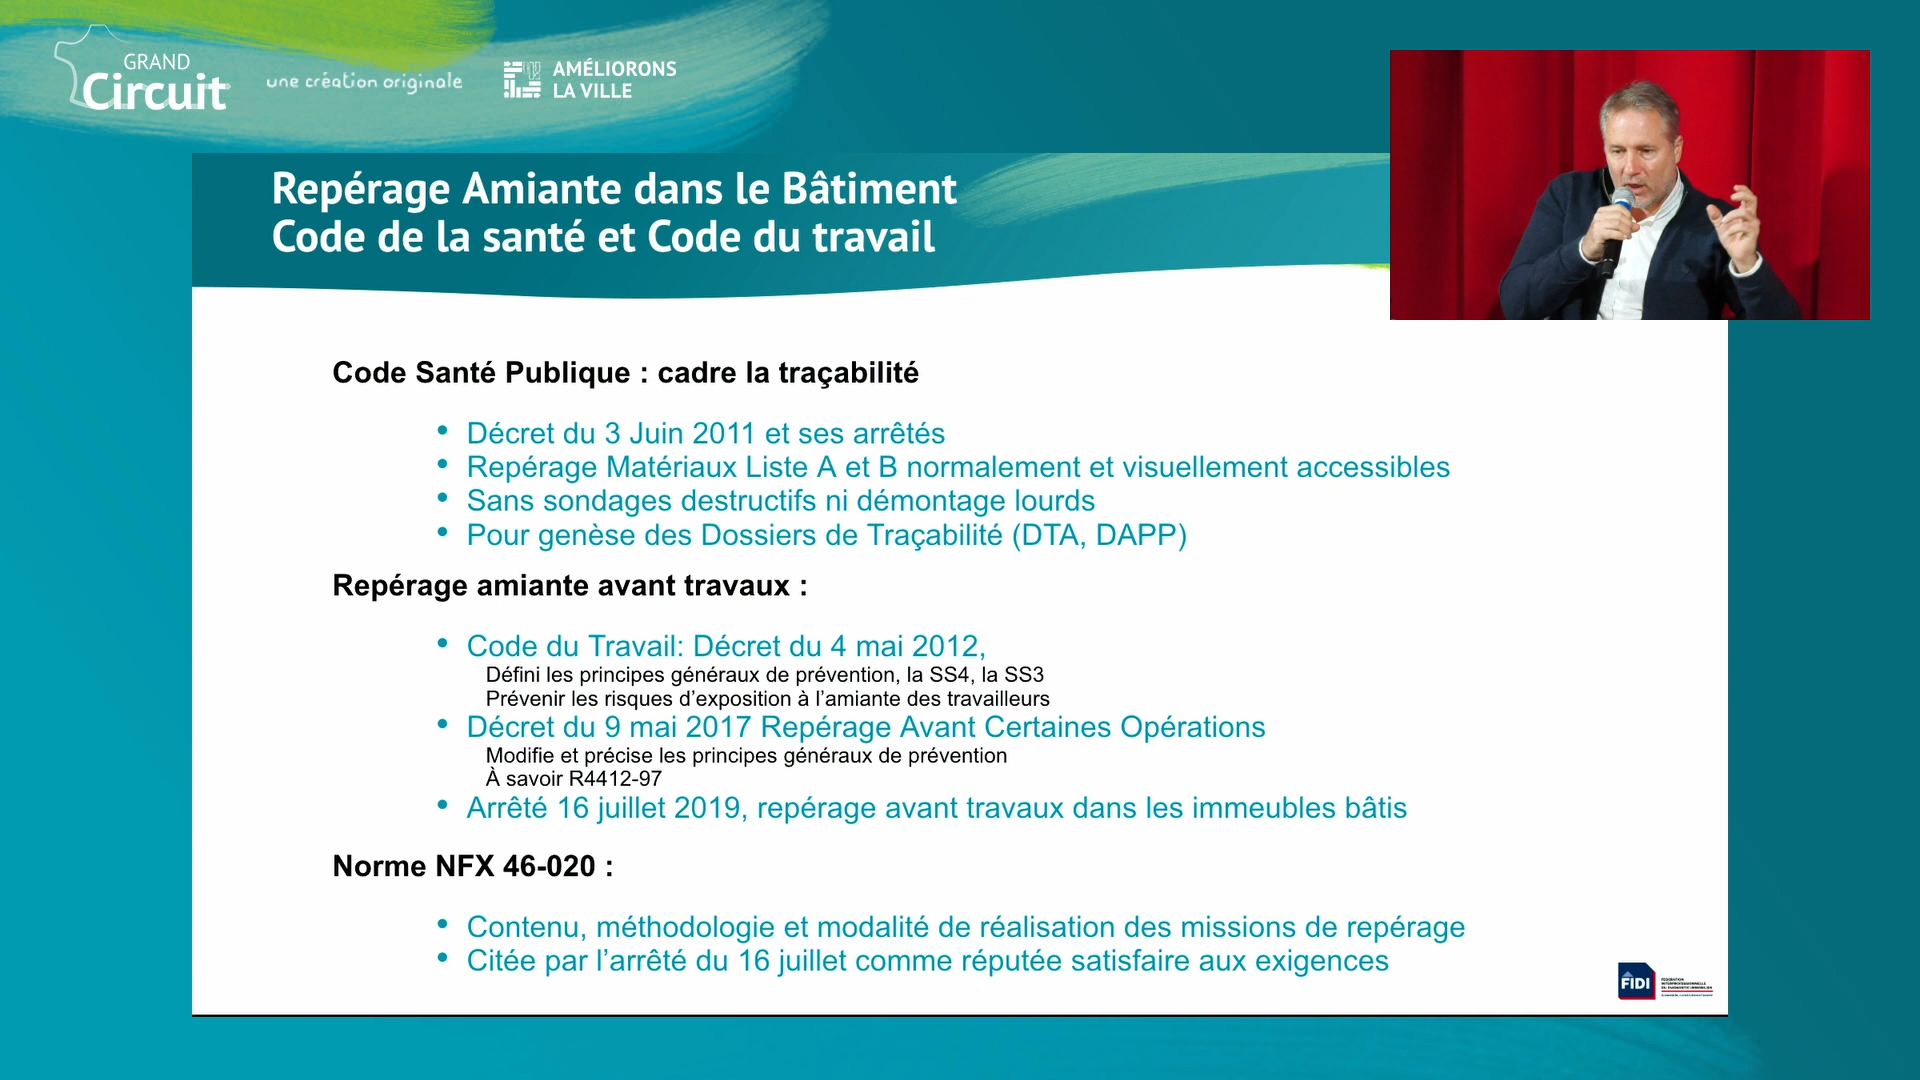 GRAND
Circuit
une création originale
AMÉLIORONS
LA VILLE
Repérage Amiante dans le Bâtiment
Code de la santé et Code du travail
Code Santé Publique : cadre la traçabilité
• Décret du 3 Juin 2011 et ses arrêtés
• Repérage Matériaux Liste A et B normalement et visuellement accessibles
• Sans sondages destructifs ni démontage lourds
• Pour genèse des Dossiers de Traçabilité (DTA, DAPP)
Repérage amiante avant travaux :
• Code du Travail: Décret du 4 mai 2012,
Défini les principes généraux de prévention, la SS4, la SS3
Prévenir les risques d’exposition à l’amiante des travailleurs
• Décret du 9 mai 2017 Repérage Avant Certaines Opérations
Modifie et précise les principes généraux de prévention
À savoir R4412-97
• Arrêté 16 juillet 2019, repérage avant travaux dans les immeubles bâtis
Norme NFX 46-020 :
• Contenu, méthodologie et modalité de réalisation des missions de repérage
• Citée par l’arrêté du 16 juillet comme réputée satisfaire aux exigences
FIDI